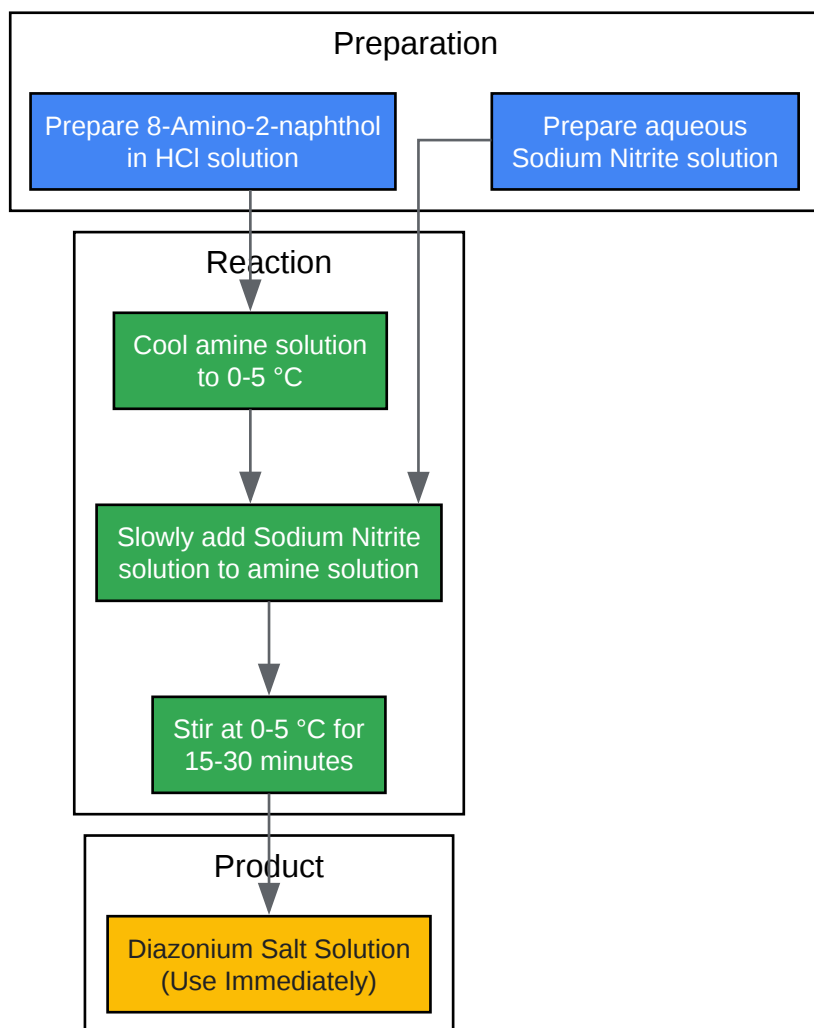 Preparation
Prepare 8-Amino-2-naphthol
in HCl solution
Prepare aqueous
Sodium Nitrite solution
Reaction
Cool amine solution
to 0-5 °C
Slowly add Sodium Nitrite
solution to amine solution
Stir at 0-5 °C for
15-30 minutes
Product
Diazonium Salt Solution
(Use Immediately)